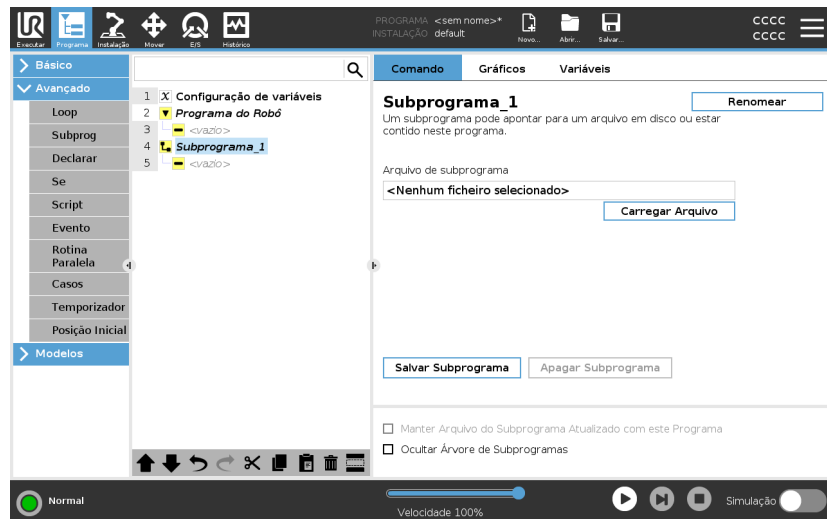 PROGRAMA <sem nome>*
INSTALAÇÃO default
cccc
cccc
Executar Programa Instalação Mover E/S Histórico
Novo... Abrir... Salvar...
Básico
Avançado
Loop
Subprog
Declarar
Se
Script
Evento
Rotina
Paralela
Casos
Temporizador
Posição Inicial
Modelos
1 X Configuração de variáveis
2 Programa do Robô
3 <vazio>
4 Subprograma_1
5 <vazio>
Comando Gráficos Variáveis
Subprograma_1
Renomear
Um subprograma pode apontar para um arquivo em disco ou estar
contido neste programa.
Arquivo de subprograma
<Nenhum ficheiro selecionado>
Carregar Arquivo
Salvar Subprograma Apagar Subprograma
Manter Arquivo do Subprograma Atualizado com este Programa
Ocultar Árvore de Subprogramas
Normal
Velocidade 100%
Simulação